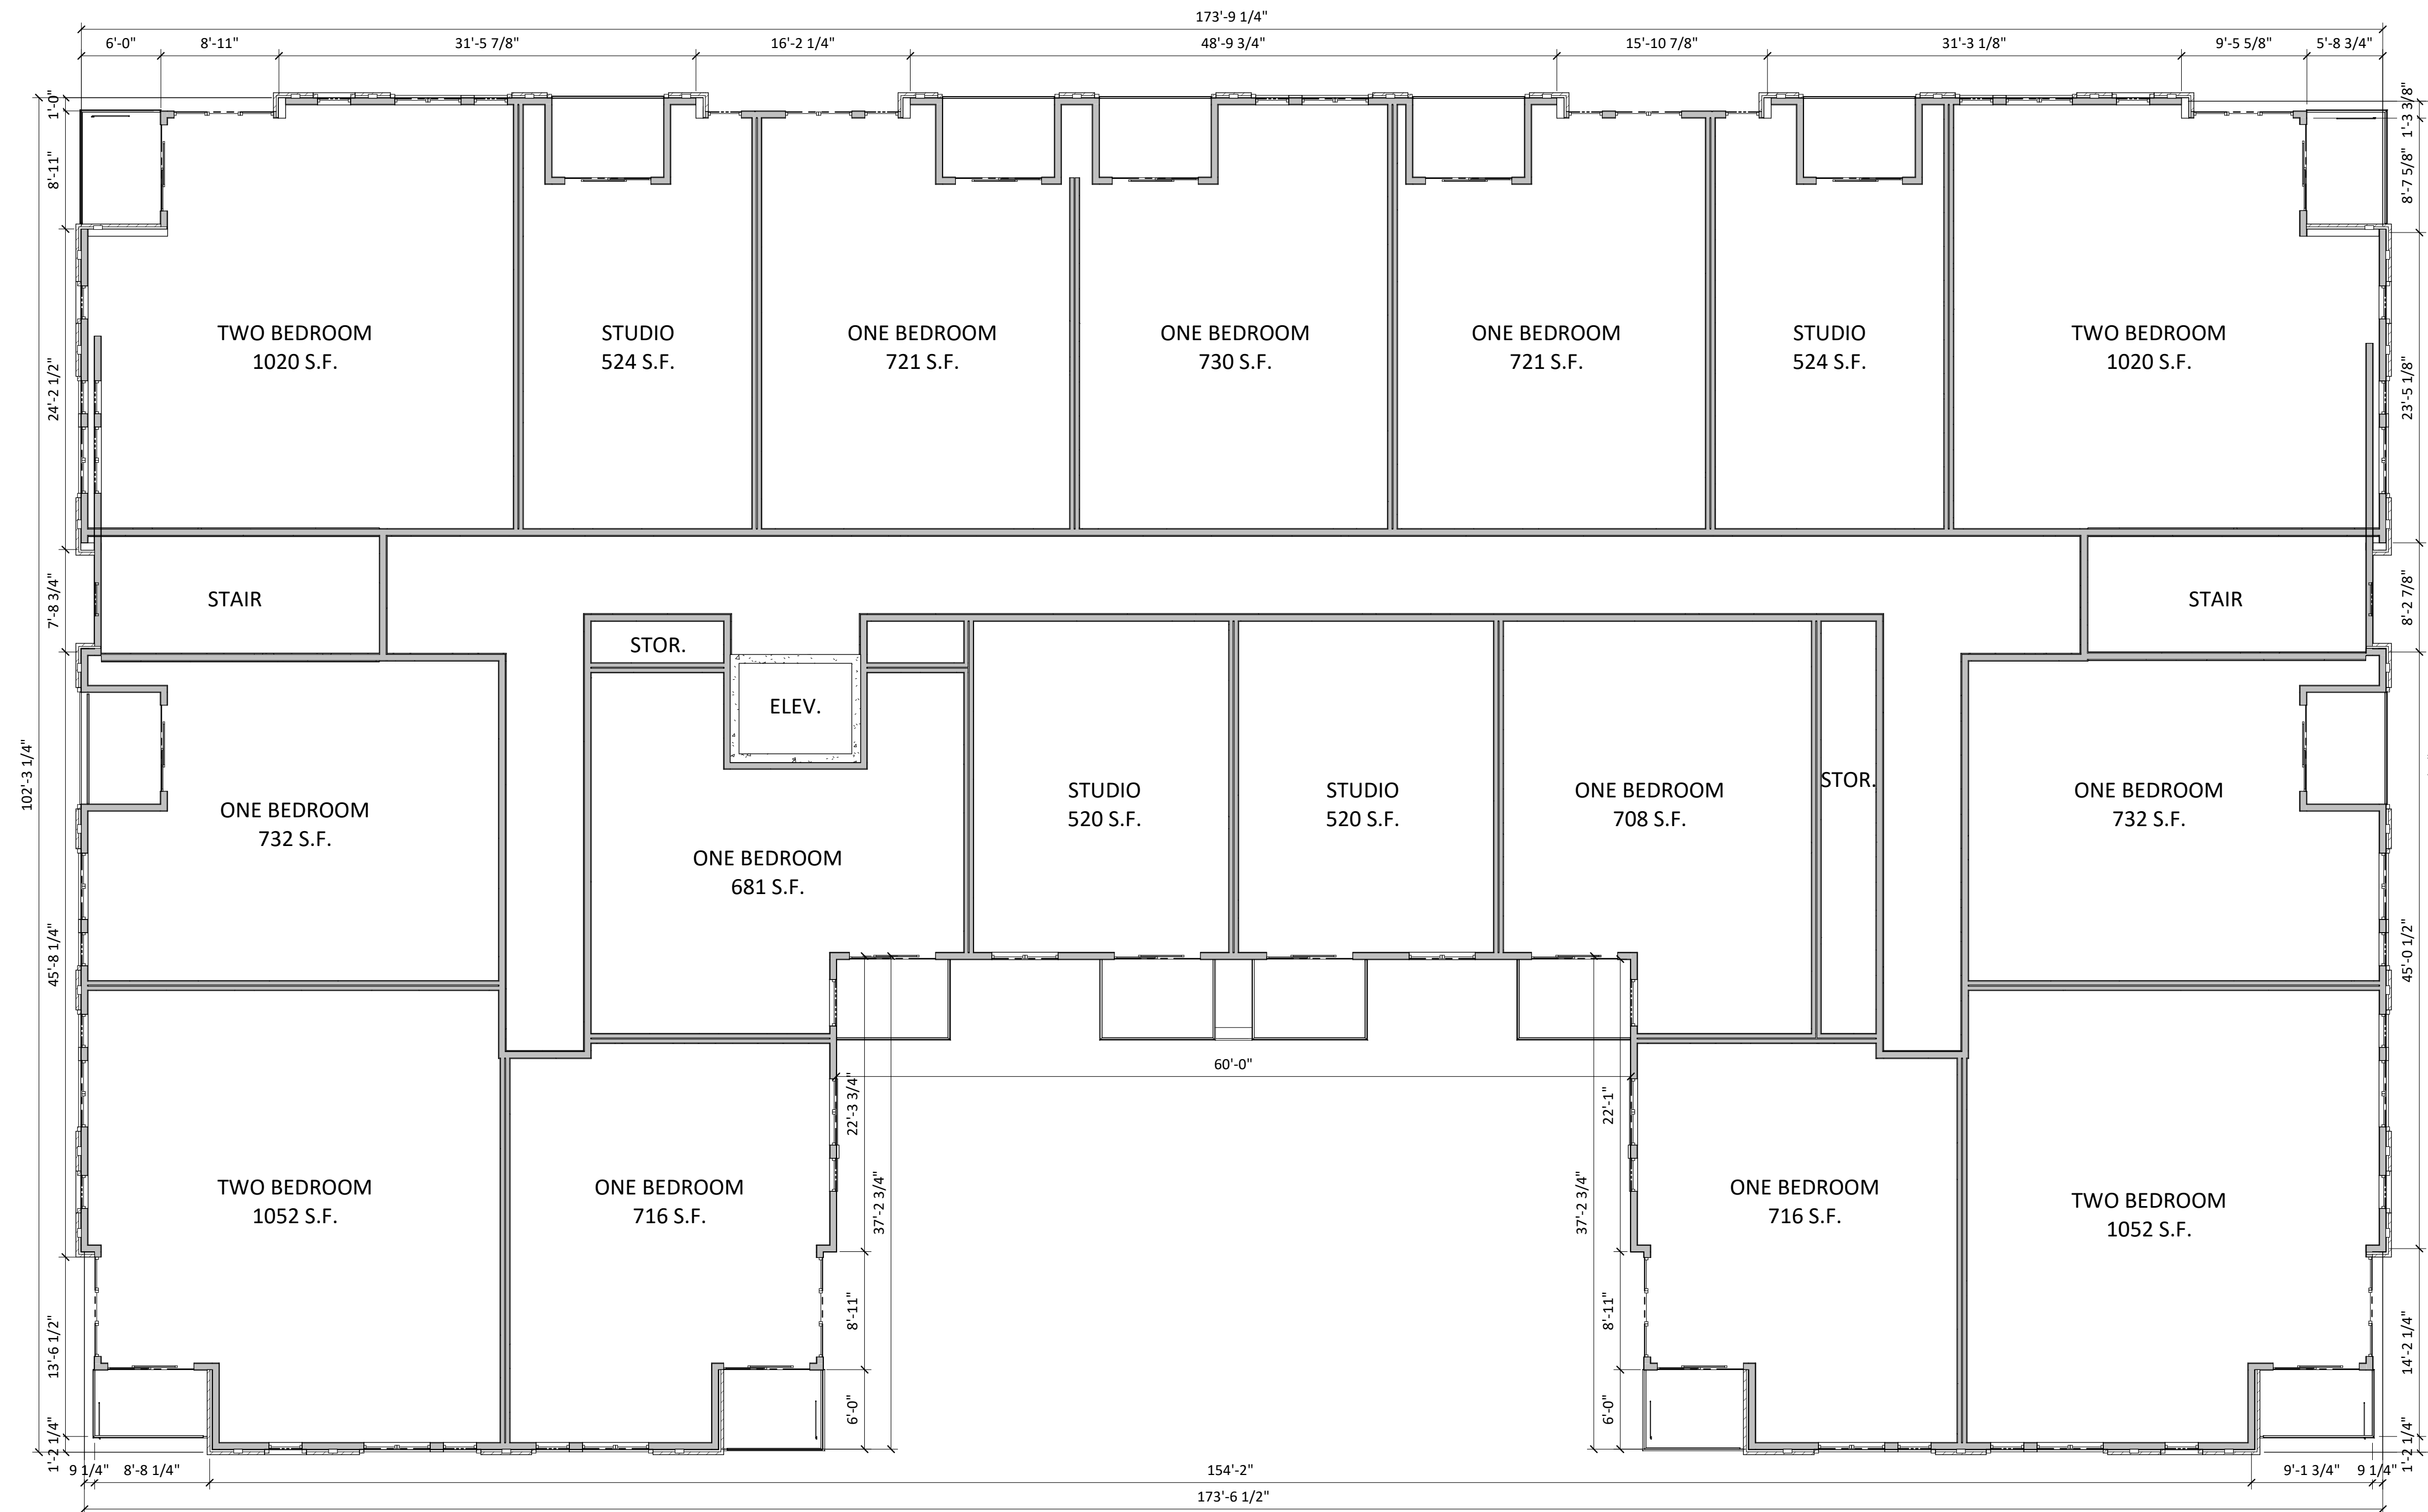 173'-9 1/4"
6'-0"
8'-11"
31'-5 7/8"
16'-2 1/4"
48'-9 3/4"
15'-10 7/8"
31'-3 1/8"
9'-5 5/8"
5'-8 3/4"
1'-0"
8'-11"
24'-2 1/2"
7'-8 3/4"
102'-3 1/4"
45'-8 1/4"
13'-6 1/2"
1'-2 1/4"
1'-3 3/8"
8'-7 5/8"
23'-5 1/8"
8'-2 7/8"
45'-0 1/2"
14'-2 1/4"
1'-2 1/4"
TWO BEDROOM
1020 S.F.
STUDIO
524 S.F.
ONE BEDROOM
721 S.F.
ONE BEDROOM
730 S.F.
ONE BEDROOM
721 S.F.
STUDIO
524 S.F.
TWO BEDROOM
1020 S.F.
STAIR
STAIR
STOR.
ELEV.
ONE BEDROOM
732 S.F.
ONE BEDROOM
681 S.F.
STUDIO
520 S.F.
STUDIO
520 S.F.
ONE BEDROOM
708 S.F.
STOR.
ONE BEDROOM
732 S.F.
60'-0"
22'-3 3/4"
37'-2 3/4"
8'-11"
6'-0"
22'-1"
37'-2 3/4"
8'-11"
6'-0"
TWO BEDROOM
1052 S.F.
ONE BEDROOM
716 S.F.
ONE BEDROOM
716 S.F.
TWO BEDROOM
1052 S.F.
9 1/4"
8'-8 1/4"
154'-2"
9'-1 3/4"
9 1/4"
173'-6 1/2"